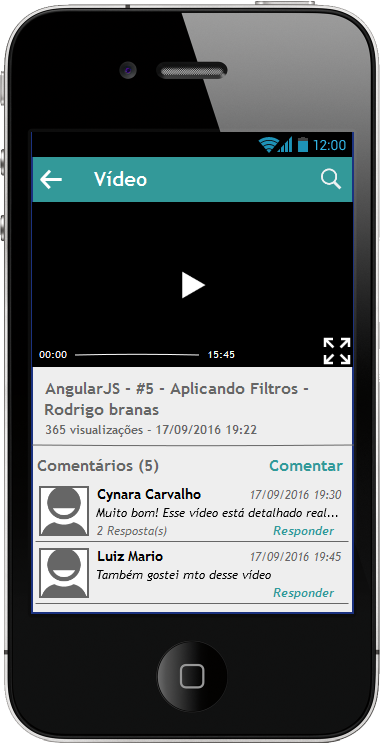 12:00
Vídeo
00:00 15:45
AngularJS - #5 - Aplicando Filtros -
Rodrigo branas
365 visualizações - 17/09/2016 19:22
Comentários (5) Comentar
Cynara Carvalho 17/09/2016 19:30
Muito bom! Esse vídeo está detalhado real...
2 Resposta(s) Responder
Luiz Mario 17/09/2016 19:45
Também gostei mto desse vídeo
Responder